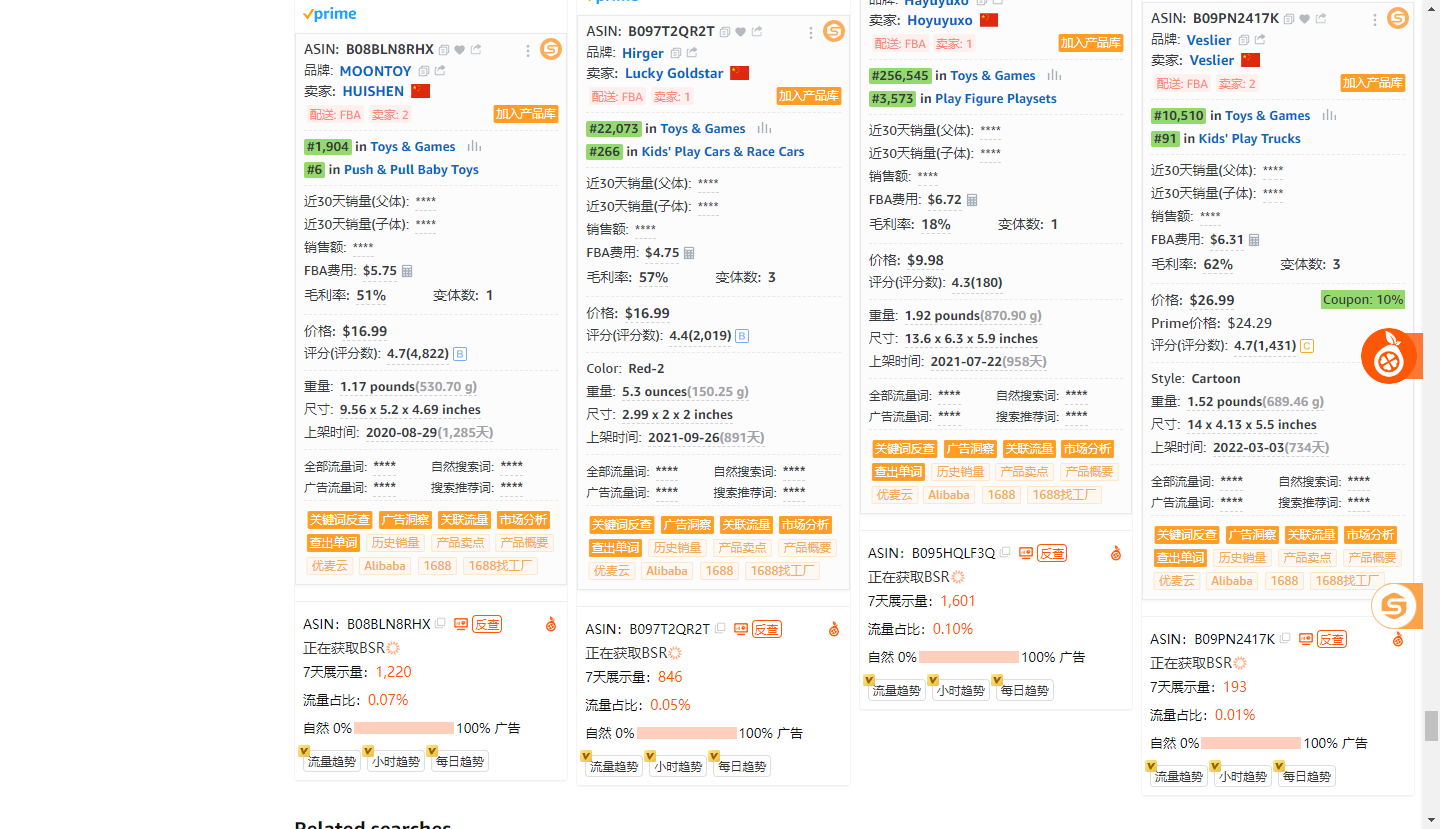 prime
ASIN: B08BLN8RHX
品牌: MOONTOY
卖家: HUISHEN
配送: FBA 卖家: 2
加入产品库
#1,904 in Toys & Games
#6 in Push & Pull Baby Toys
近30天销量(父体): ****
近30天销量(子体): ****
销售额: ****
FBA费用: $5.75
毛利率: 51% 变体数: 1
价格: $16.99
评分(评分数): 4.7(4,822) B
重量: 1.17 pounds(530.70 g)
尺寸: 9.56 x 5.2 x 4.69 inches
上架时间: 2020-08-29(1,285天)
全部流量词: **** 自然搜索词: ****
广告流量词: **** 搜索推荐词: ****
关键词反查 广告洞察 关联流量 市场分析
查出单词 历史销量 产品卖点 产品概要
优麦云 Alibaba 1688 1688找工厂
ASIN: B08BLN8RHX 反查
正在获取BSR
7天展示量: 1,220
流量占比: 0.07%
自然 0% 100% 广告
流量趋势 小时趋势 每日趋势
prime
ASIN: B097T2QR2T
品牌: Hirger
卖家: Lucky Goldstar
配送: FBA 卖家: 1
加入产品库
#22,073 in Toys & Games
#266 in Kids' Play Cars & Race Cars
近30天销量(父体): ****
近30天销量(子体): ****
销售额: ****
FBA费用: $4.75
毛利率: 57% 变体数: 3
价格: $16.99
评分(评分数): 4.4(2,019) B
Color: Red-2
重量: 5.3 ounces(150.25 g)
尺寸: 2.99 x 2 x 2 inches
上架时间: 2021-09-26(891天)
全部流量词: **** 自然搜索词: ****
广告流量词: **** 搜索推荐词: ****
关键词反查 广告洞察 关联流量 市场分析
查出单词 历史销量 产品卖点 产品概要
优麦云 Alibaba 1688 1688找工厂
ASIN: B097T2QR2T 反查
正在获取BSR
7天展示量: 846
流量占比: 0.05%
自然 0% 100% 广告
流量趋势 小时趋势 每日趋势
品牌: Hayuyuxo
卖家: Hoyuyuxo
配送: FBA 卖家: 1
加入产品库
#256,545 in Toys & Games
#3,573 in Play Figure Playsets
近30天销量(父体): ****
近30天销量(子体): ****
销售额: ****
FBA费用: $6.72
毛利率: 18% 变体数: 1
价格: $9.98
评分(评分数): 4.3(180)
重量: 1.92 pounds(870.90 g)
尺寸: 13.6 x 6.3 x 5.9 inches
上架时间: 2021-07-22(958天)
全部流量词: **** 自然搜索词: ****
广告流量词: **** 搜索推荐词: ****
关键词反查 广告洞察 关联流量 市场分析
查出单词 历史销量 产品卖点 产品概要
优麦云 Alibaba 1688 1688找工厂
ASIN: B095HQLF3Q 反查
正在获取BSR
7天展示量: 1,601
流量占比: 0.10%
自然 0% 100% 广告
流量趋势 小时趋势 每日趋势
ASIN: B09PN2417K
品牌: Veslier
卖家: Veslier
配送: FBA 卖家: 2
加入产品库
#10,510 in Toys & Games
#91 in Kids' Play Trucks
近30天销量(父体): ****
近30天销量(子体): ****
销售额: ****
FBA费用: $6.31
毛利率: 62% 变体数: 3
价格: $26.99 Coupon: 10%
Prime价格: $24.29
评分(评分数): 4.7(1,431) C
Style: Cartoon
重量: 1.52 pounds(689.46 g)
尺寸: 14 x 4.13 x 5.5 inches
上架时间: 2022-03-03(734天)
全部流量词: **** 自然搜索词: ****
广告流量词: **** 搜索推荐词: ****
关键词反查 广告洞察 关联流量 市场分析
查出单词 历史销量 产品卖点 产品概要
优麦云 Alibaba 1688 1688找工厂
ASIN: B09PN2417K 反查
正在获取BSR
7天展示量: 193
流量占比: 0.01%
自然 0% 100% 广告
流量趋势 小时趋势 每日趋势
Related searches